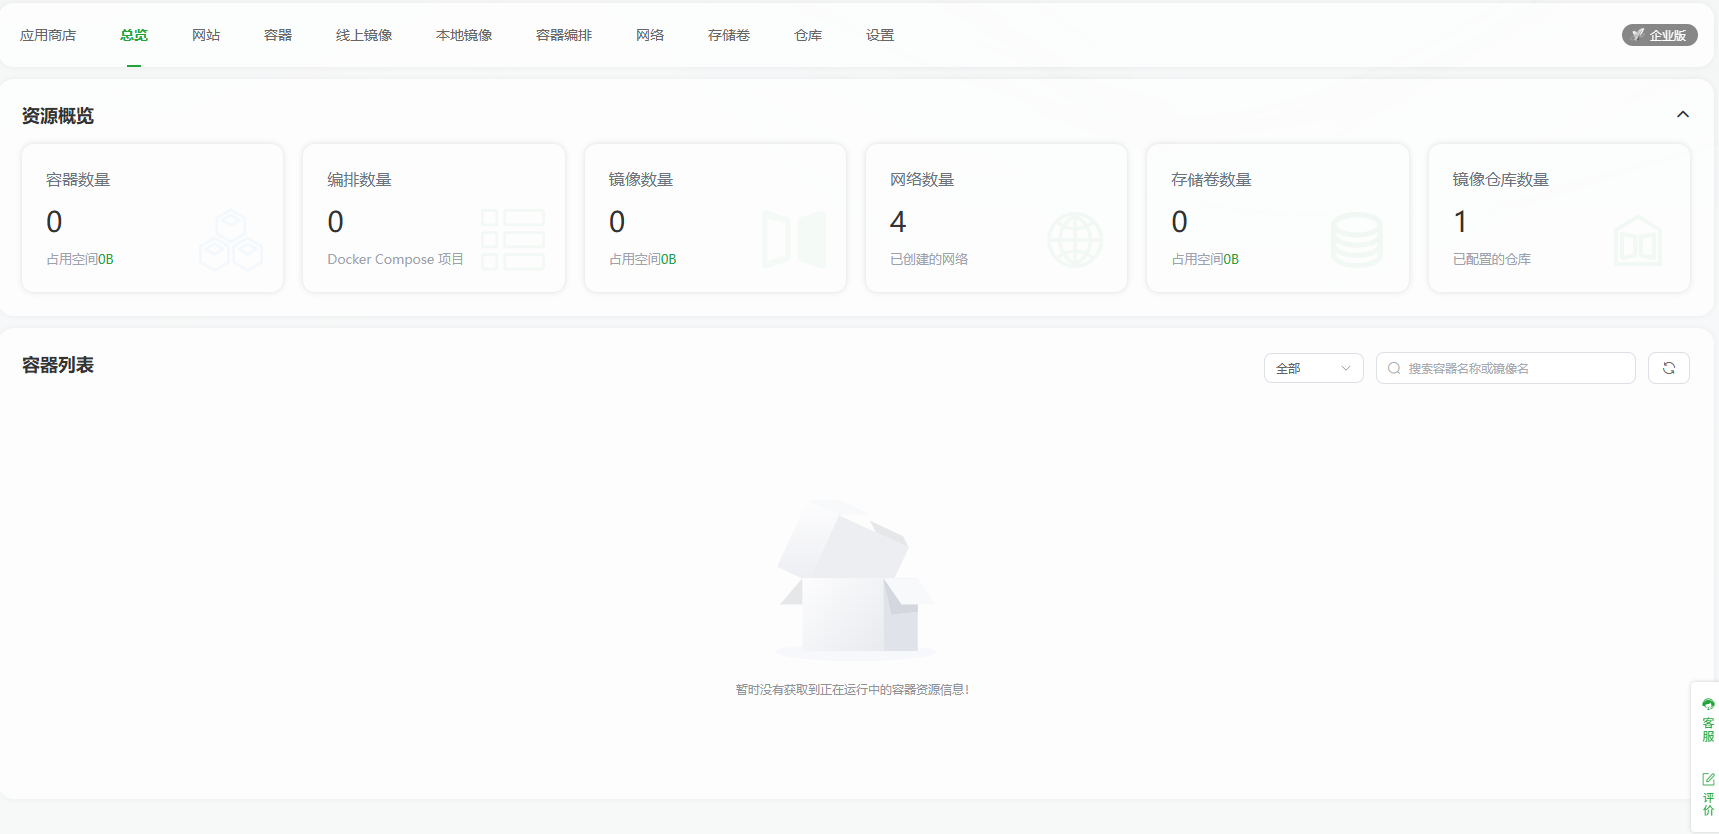 应用商店 总览 网站 容器 线上镜像 本地镜像 容器编排 网络 存储卷 仓库 设置 企业版
资源概览
容器数量 编排数量 镜像数量 网络数量 存储卷数量 镜像仓库数量
0 0 0 4 0 1
占用空间0B Docker Compose 项目 占用空间0B 已创建的网络 占用空间0B 已配置的仓库
容器列表 全部 搜索容器名称或镜像名
暂时没有获取到正在运行中的容器资源信息!
客服
评价